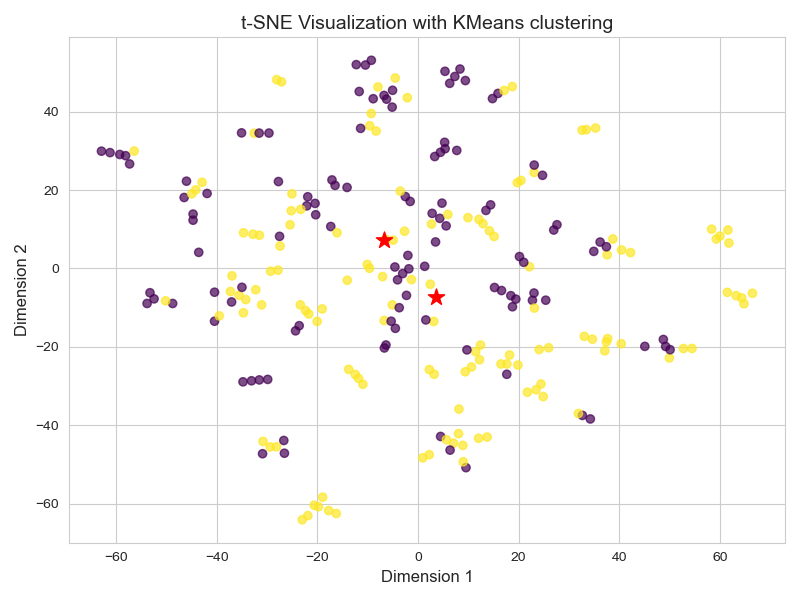 t-SNE Visualization with KMeans clustering
40
20
0
−20
−40
−60
Dimension 2
−60 −40 −20 0 20 40 60
Dimension 1